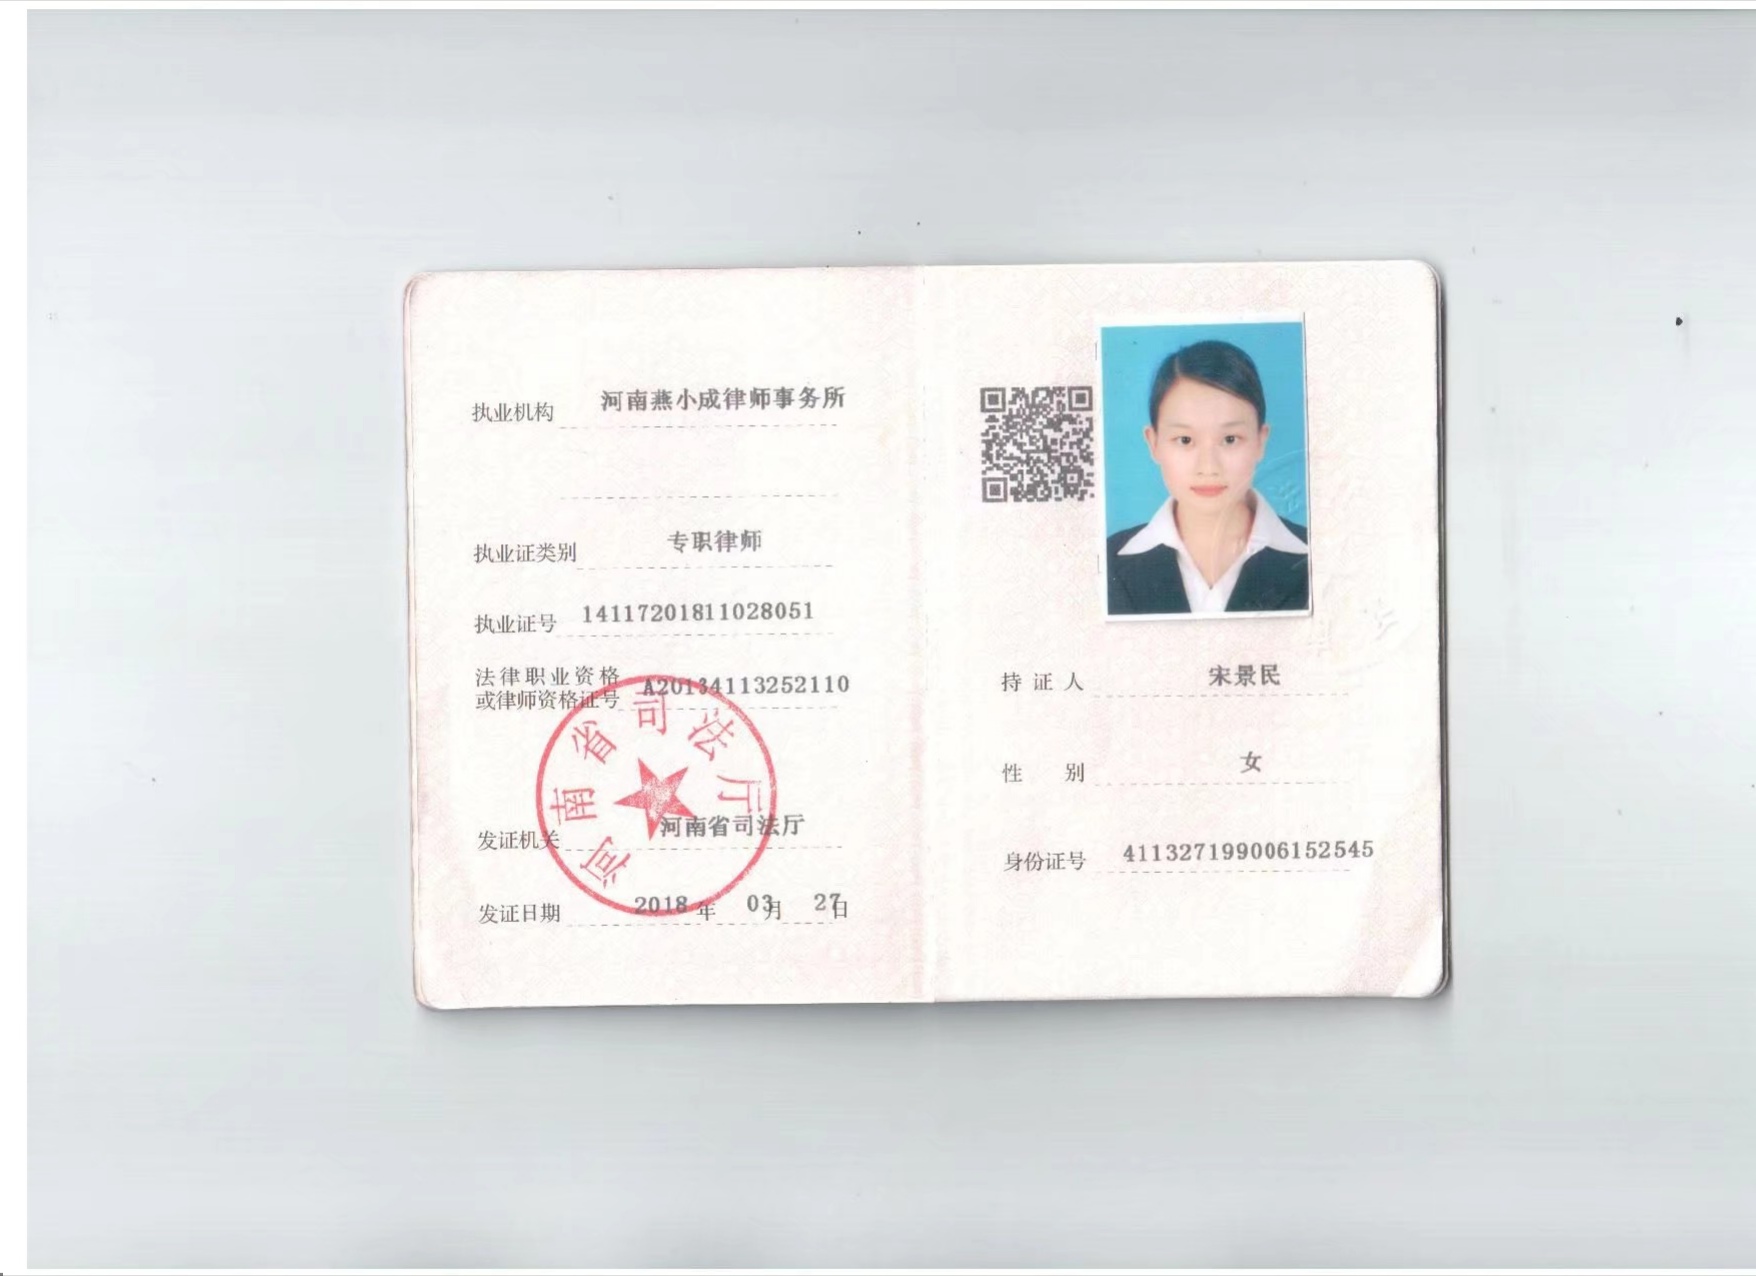 执业机构 河南燕小成律师事务所
执业证类别 专职律师
执业证号 14117201811028051
法律职业资格
或律师资格证号 A20134113252110
河南省司法厅
发证机关 河南省司法厅
发证日期 2018 年 03 月 27 日
持证人 宋景民
性别 女
身份证号 411327199006152545